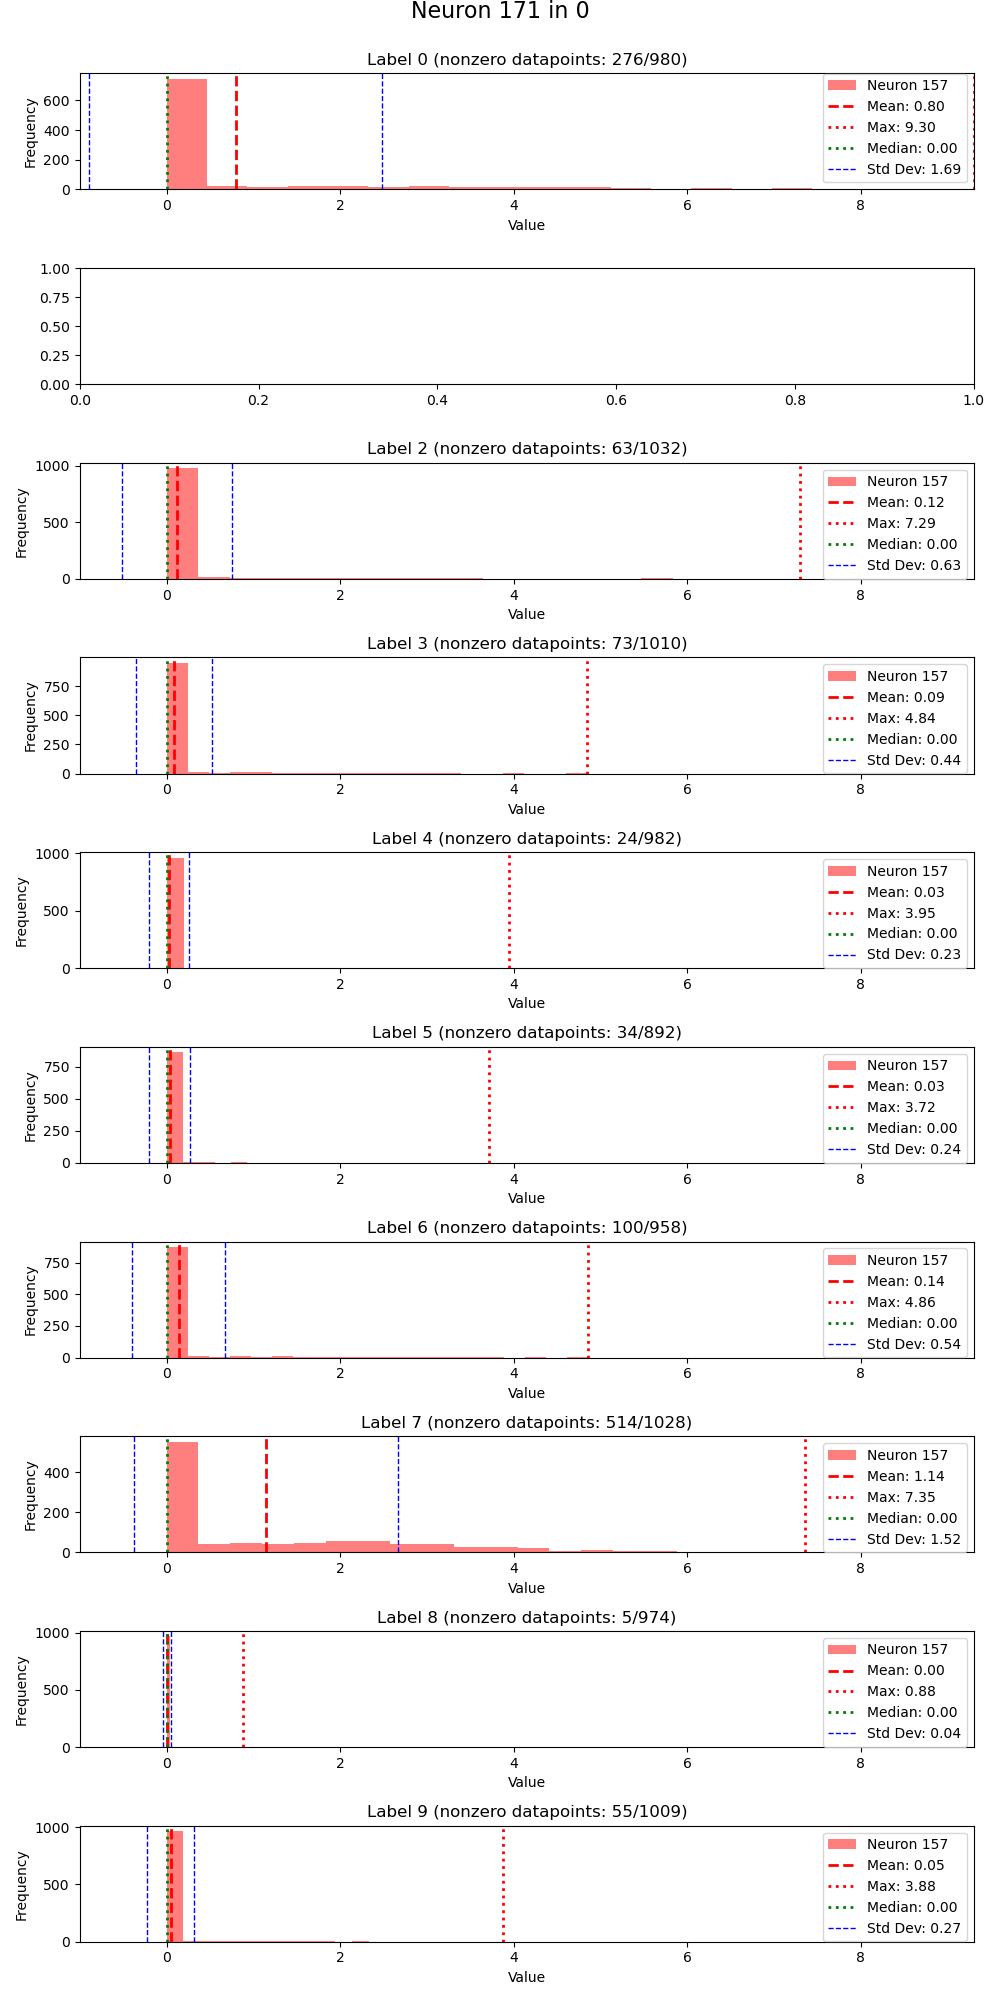 Neuron 171 in 0
Label 0 (nonzero datapoints: 276/980)
Frequency
600
400
200
0
Neuron 157
Mean: 0.80
Max: 9.30
Median: 0.00
Std Dev: 1.69
0 2 4 6 8
Value
1.00
0.75
0.50
0.25
0.00
0.0 0.2 0.4 0.6 0.8 1.0
Label 2 (nonzero datapoints: 63/1032)
Frequency
1000
500
0
Neuron 157
Mean: 0.12
Max: 7.29
Median: 0.00
Std Dev: 0.63
0 2 4 6 8
Value
Label 3 (nonzero datapoints: 73/1010)
Frequency
750
500
250
0
Neuron 157
Mean: 0.09
Max: 4.84
Median: 0.00
Std Dev: 0.44
0 2 4 6 8
Value
Label 4 (nonzero datapoints: 24/982)
Frequency
1000
500
0
Neuron 157
Mean: 0.03
Max: 3.95
Median: 0.00
Std Dev: 0.23
0 2 4 6 8
Value
Label 5 (nonzero datapoints: 34/892)
Frequency
750
500
250
0
Neuron 157
Mean: 0.03
Max: 3.72
Median: 0.00
Std Dev: 0.24
0 2 4 6 8
Value
Label 6 (nonzero datapoints: 100/958)
Frequency
750
500
250
0
Neuron 157
Mean: 0.14
Max: 4.86
Median: 0.00
Std Dev: 0.54
0 2 4 6 8
Value
Label 7 (nonzero datapoints: 514/1028)
Frequency
400
200
0
Neuron 157
Mean: 1.14
Max: 7.35
Median: 0.00
Std Dev: 1.52
0 2 4 6 8
Value
Label 8 (nonzero datapoints: 5/974)
Frequency
1000
500
0
Neuron 157
Mean: 0.00
Max: 0.88
Median: 0.00
Std Dev: 0.04
0 2 4 6 8
Value
Label 9 (nonzero datapoints: 55/1009)
Frequency
1000
500
0
Neuron 157
Mean: 0.05
Max: 3.88
Median: 0.00
Std Dev: 0.27
0 2 4 6 8
Value